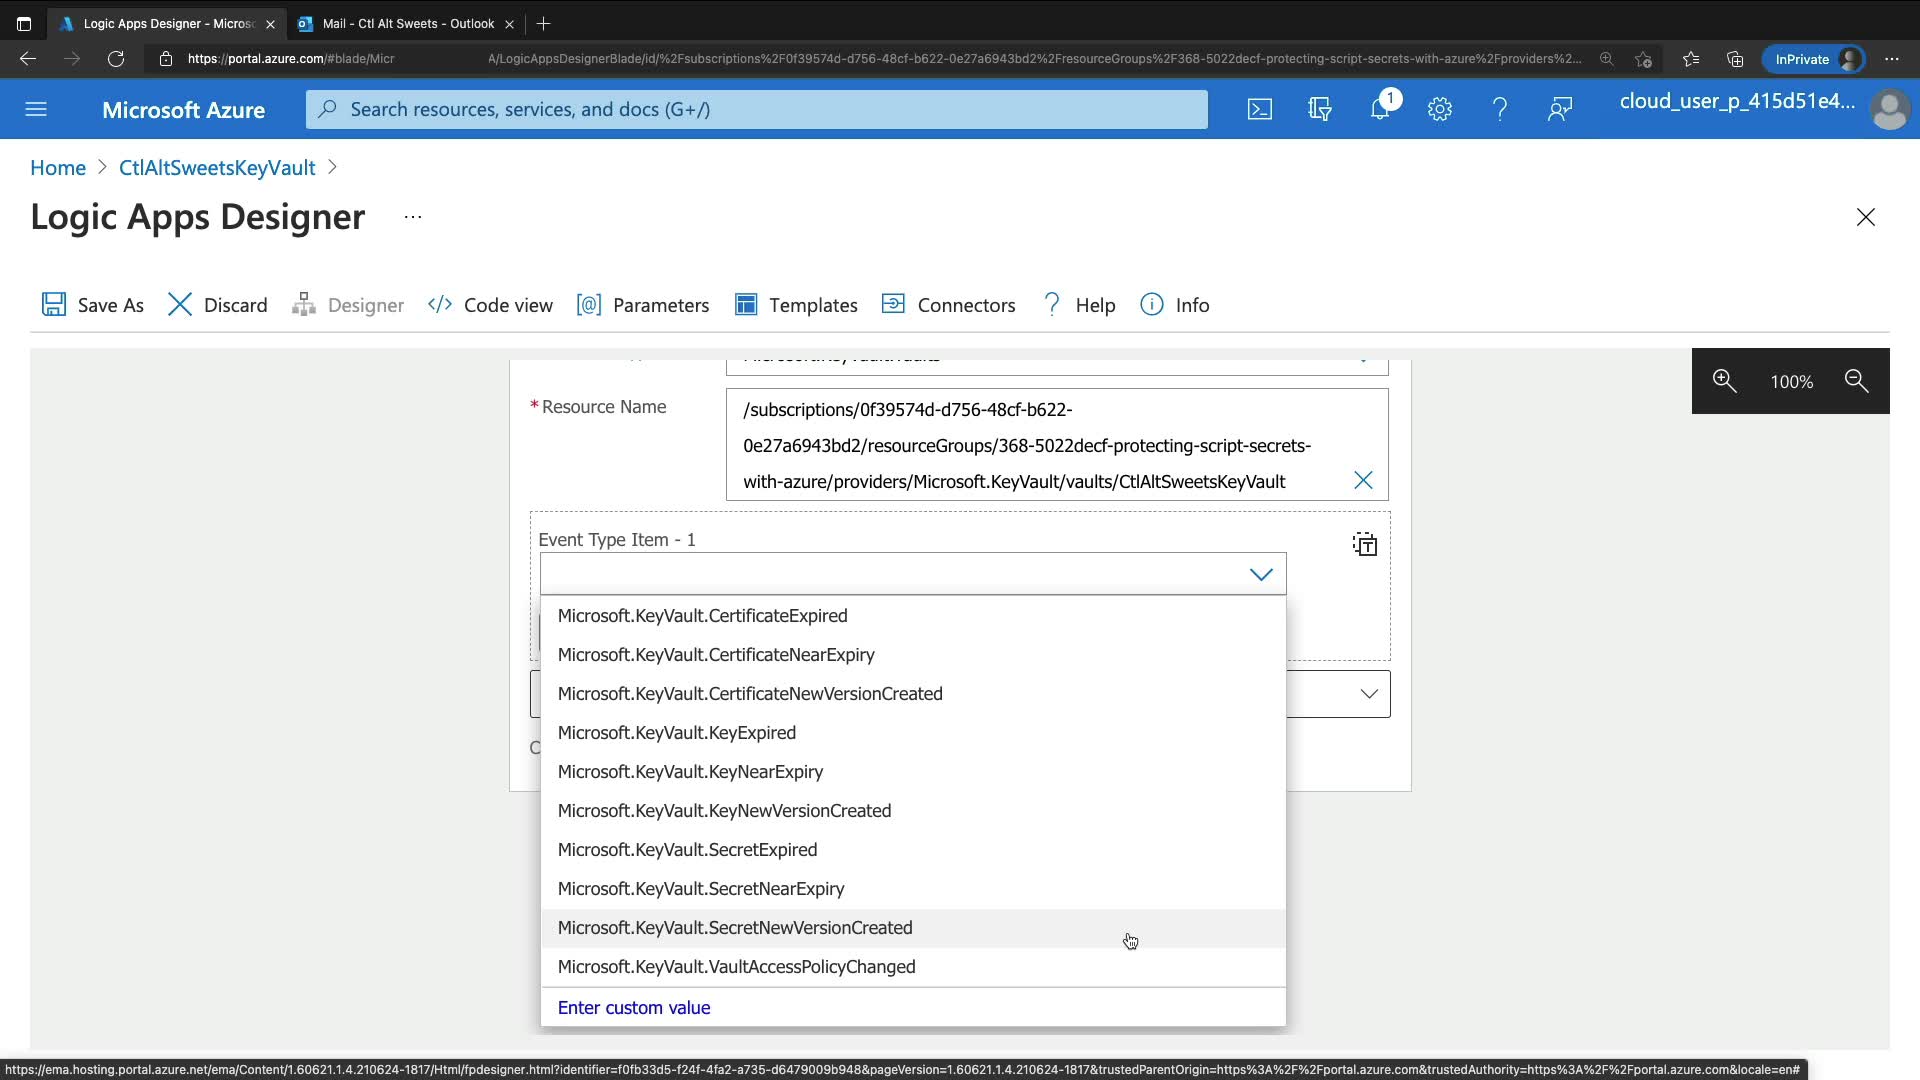 Logic Apps Designer - Micros
Mail - Ctl Alt Sweets - Outlook
https://portal.azure.com/#blade/Micr
A/LogicAppsDesignerBlade/id/%2Fsubscriptions%2F0f39574d-d756-48cf-b622-0e27a6943bd2%2FresourceGroups%2F368-5022decf-protecting-script-secrets-with-azure%2Fproviders%2...
InPrivate
Microsoft Azure
Search resources, services, and docs (G+/)
1
cloud_user_p_415d51e4...
Home > CtlAltSweetsKeyVault >
Logic Apps Designer ...
Save As
Discard
Designer
Code view
Parameters
Templates
Connectors
Help
Info
100%
* Resource Name
/subscriptions/0f39574d-d756-48cf-b622-
0e27a6943bd2/resourceGroups/368-5022decf-protecting-script-secrets-
with-azure/providers/Microsoft.KeyVault/vaults/CtlAltSweetsKeyVault
Event Type Item - 1
Microsoft.KeyVault.CertificateExpired
Microsoft.KeyVault.CertificateNearExpiry
Microsoft.KeyVault.CertificateNewVersionCreated
Microsoft.KeyVault.KeyExpired
Microsoft.KeyVault.KeyNearExpiry
Microsoft.KeyVault.KeyNewVersionCreated
Microsoft.KeyVault.SecretExpired
Microsoft.KeyVault.SecretNearExpiry
Microsoft.KeyVault.SecretNewVersionCreated
Microsoft.KeyVault.VaultAccessPolicyChanged
Enter custom value
https://ema.hosting.portal.azure.net/ema/Content/1.60621.1.4.210624-1817/Html/fpdesigner.html?identifier=f0fb33d5-f24f-4fa2-a735-d6479009b948&pageVersion=1.60621.1.4.210624-1817&trustedParentOrigin=https%3A%2F%2Fportal.azure.com&trustedAuthority=https%3A%2F%2Fportal.azure.com&locale=en#